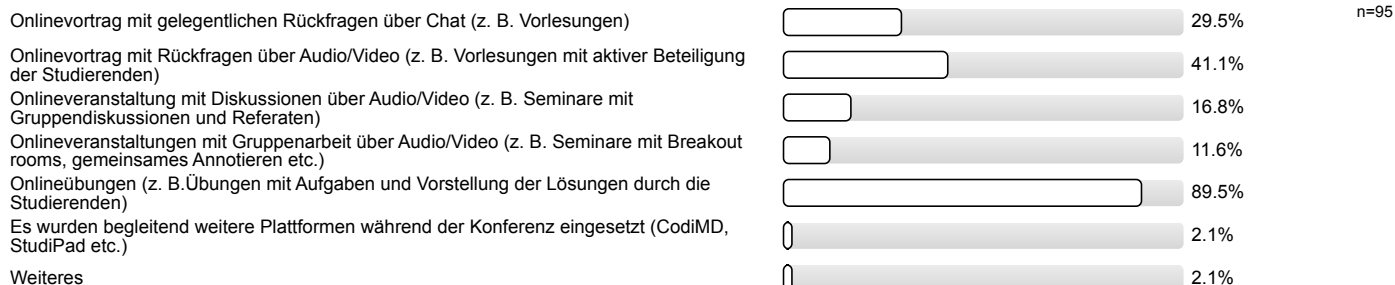 Onlinevortrag mit gelegentlichen Rückfragen über Chat (z. B. Vorlesungen) 29.5% n=95
Onlinevortrag mit Rückfragen über Audio/Video (z. B. Vorlesungen mit aktiver Beteiligung
der Studierenden) 41.1%
Onlineveranstaltung mit Diskussionen über Audio/Video (z. B. Seminare mit
Gruppendiskussionen und Referaten) 16.8%
Onlineveranstaltungen mit Gruppenarbeit über Audio/Video (z. B. Seminare mit Breakout
rooms, gemeinsames Annotieren etc.) 11.6%
Onlineübungen (z. B.Übungen mit Aufgaben und Vorstellung der Lösungen durch die
Studierenden) 89.5%
Es wurden begleitend weitere Plattformen während der Konferenz eingesetzt (CodiMD,
StudiPad etc.) 2.1%
Weiteres 2.1%